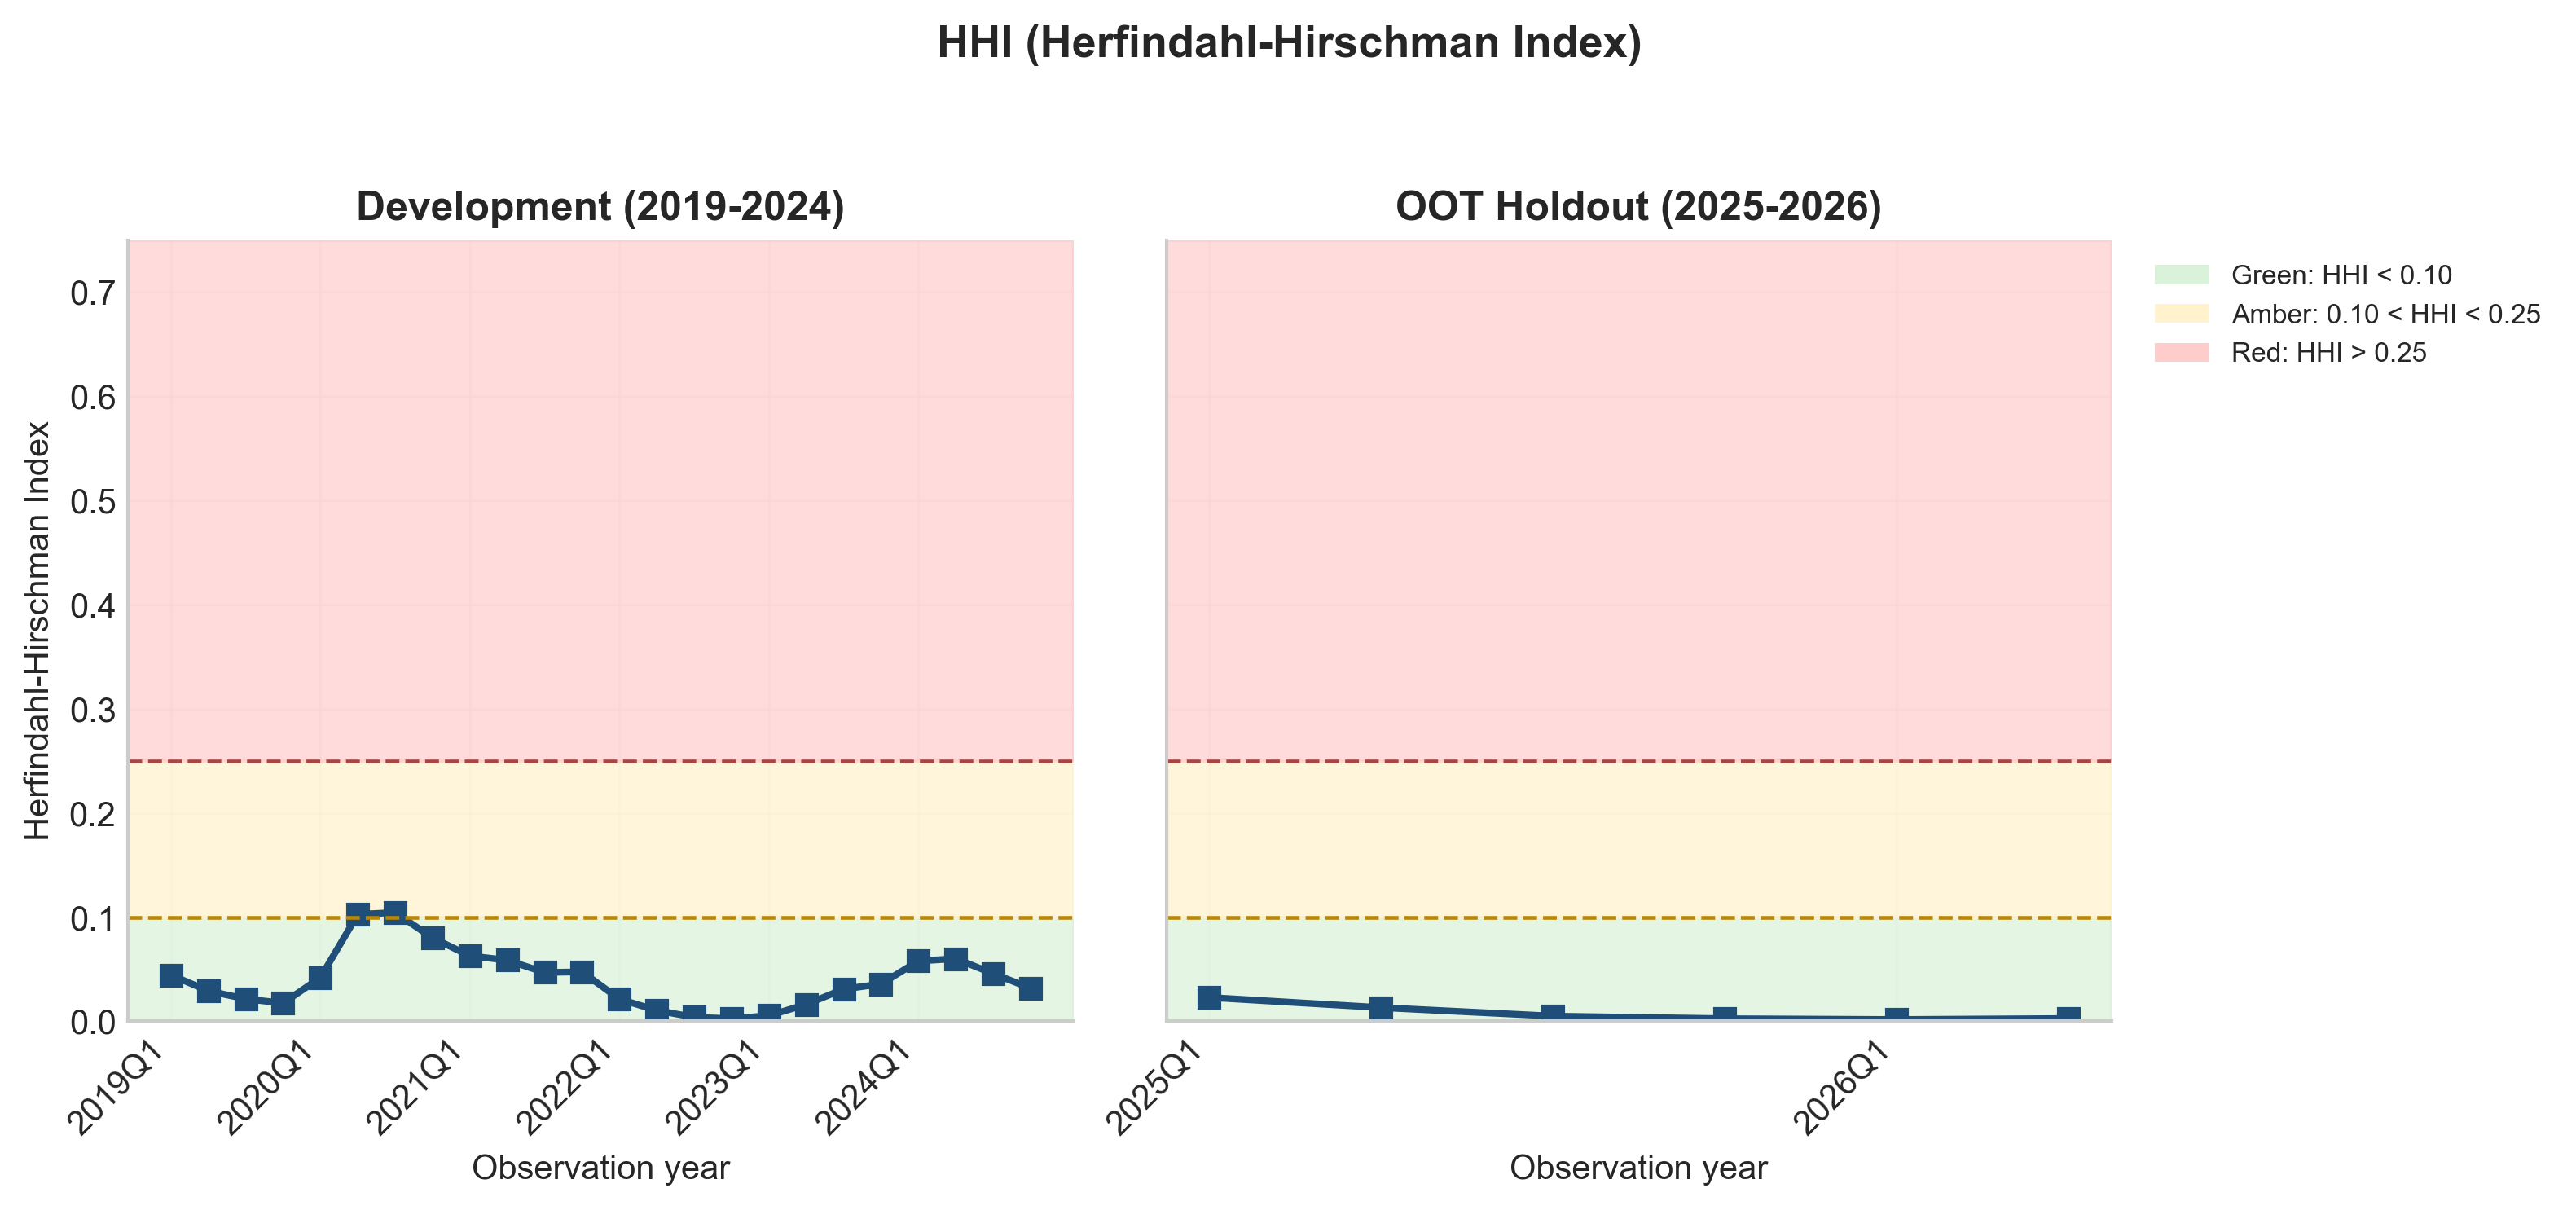 HHI (Herfindahl-Hirschman Index)
Development (2019-2024)
OOT Holdout (2025-2026)
Green: HHI < 0.10
Amber: 0.10 < HHI < 0.25
Red: HHI > 0.25
Herfindahl-Hirschman Index
0.7
0.6
0.5
0.4
0.3
0.2
0.1
0.0
2019Q1
2020Q1
2021Q1
2022Q1
2023Q1
2024Q1
2025Q1
2026Q1
Observation year
Observation year